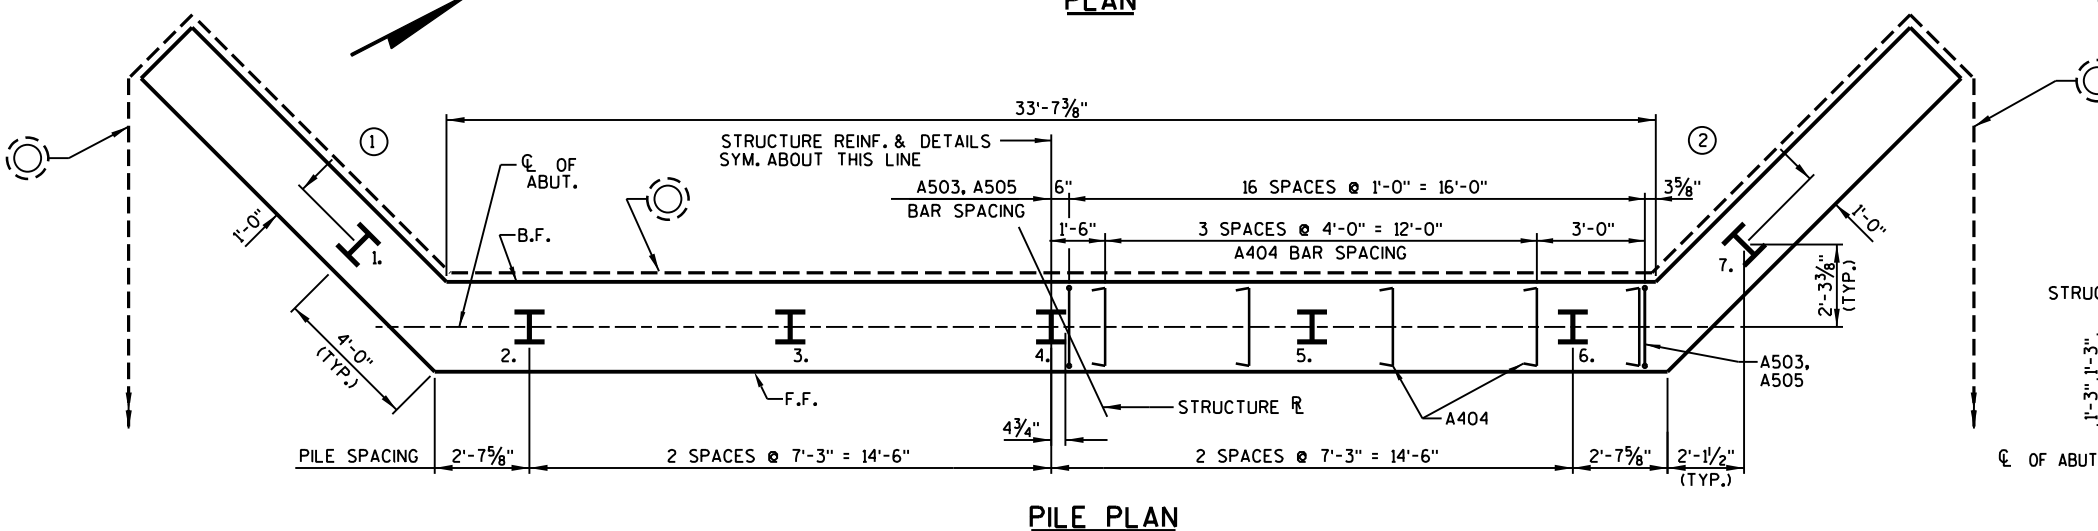 PLAN
33'-7⅜"
1
STRUCTURE REINF. & DETAILS
SYM. ABOUT THIS LINE
2
℄ OF
ABUT.
A503, A505
BAR SPACING
6"
16 SPACES @ 1'-0" = 16'-0"
3⅝"
1'-0"
B.F.
1'-6"
3 SPACES @ 4'-0" = 12'-0"
3'-0"
A404 BAR SPACING
1'-0"
1.
7.
2'-3⅜"
(TYP.)
STRUC
4'-0"
(TYP.)
2.
3.
4.
5.
6.
A503,
A505
1'-3" 1'-3"
F.F.
STRUCTURE
A404
4¾"
PILE SPACING
2'-7⅝"
2 SPACES @ 7'-3" = 14'-6"
2 SPACES @ 7'-3" = 14'-6"
2'-7⅝"
2'-1½"
(TYP.)
℄ OF ABUT
PILE PLAN